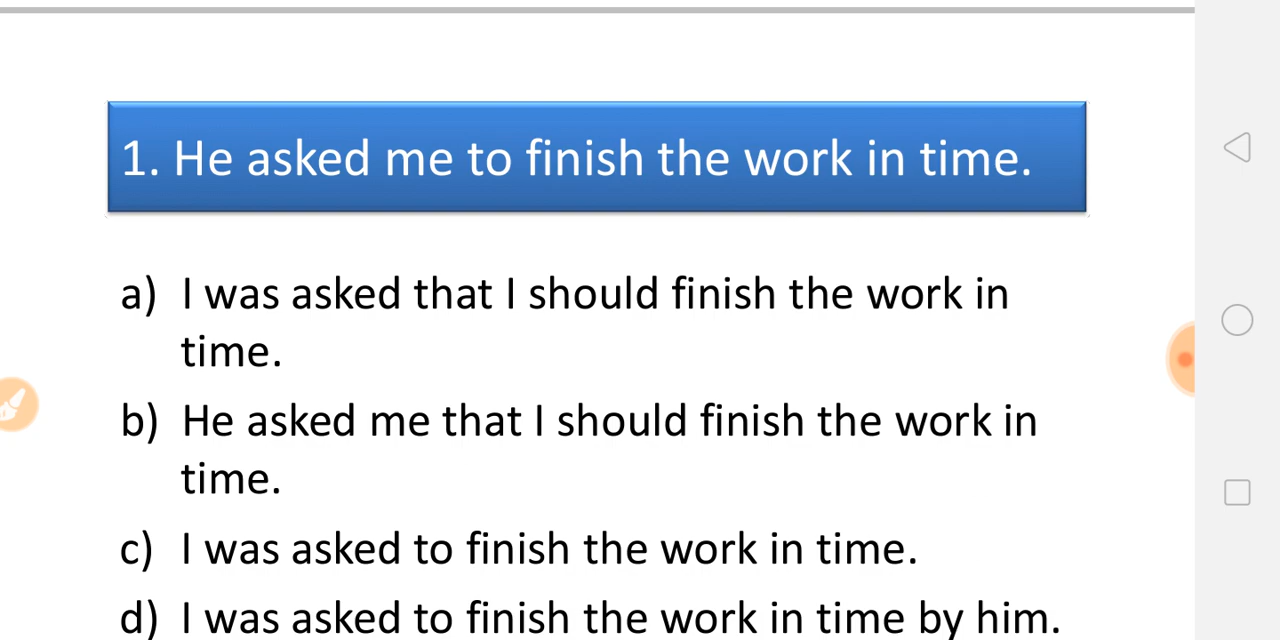 1. He asked me to finish the work in time.
a) I was asked that I should finish the work in
time.
b) He asked me that I should finish the work in
time.
c) I was asked to finish the work in time.
d) I was asked to finish the work in time by him.